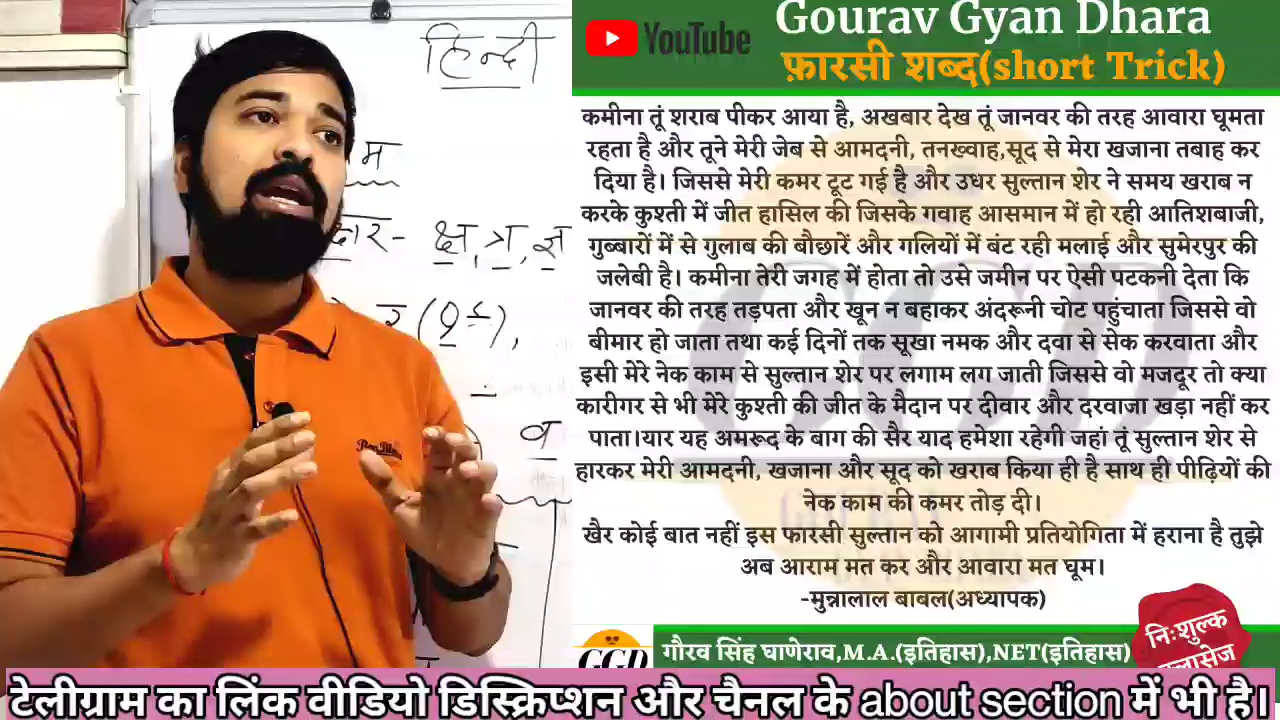 हिन्दी
म
क्ष, त्र, ज्ञ
र
व
YouTube
Gourav Gyan Dhara
फ़ारसी शब्द(short Trick)
कमीना तूं शराब पीकर आया है, अखबार देख तूं जानवर की तरह आवारा घूमता
रहता है और तूने मेरी जेब से आमदनी, तनख्वाह,सूद से मेरा खजाना तबाह कर
दिया है। जिससे मेरी कमर टूट गई है और उधर सुल्तान शेर ने समय खराब न
करके कुश्ती में जीत हासिल की जिसके गवाह आसमान में हो रही आतिशबाजी,
गुब्बारों में से गुलाब की बौछारें और गलियों में बंट रही मलाई और सुमेरपुर की
जलेबी है। कमीना तेरी जगह में होता तो उसे जमीन पर ऐसी पटकनी देता कि
जानवर की तरह तड़पता और खून न बहाकर अंदरूनी चोट पहुंचाता जिससे वो
बीमार हो जाता तथा कई दिनों तक सूखा नमक और दवा से सेक करवाता और
इसी मेरे नेक काम से सुल्तान शेर पर लगाम लग जाती जिससे वो मजदूर तो क्या
कारीगर से भी मेरे कुश्ती की जीत के मैदान पर दीवार और दरवाजा खड़ा नहीं कर
पाता।यार यह अमरूद के बाग की सैर याद हमेशा रहेगी जहां तूं सुल्तान शेर से
हारकर मेरी आमदनी, खजाना और सूद को खराब किया ही है साथ ही पीढ़ियों की
नेक काम की कमर तोड़ दी।
खैर कोई बात नहीं इस फारसी सुल्तान को आगामी प्रतियोगिता में हराना है तुझे
अब आराम मत कर और आवारा मत घूम।
-मुन्नालाल बाबल(अध्यापक)
निःशुल्क
क्लासेज
GGD
गौरव सिंह घाणेराव,M.A.(इतिहास),NET(इतिहास)
टेलीग्राम का लिंक वीडियो डिस्क्रिप्शन और चैनल के about section में भी है।